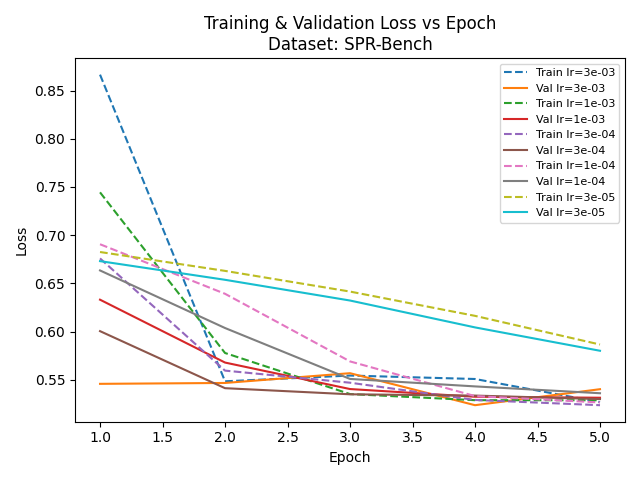 Training & Validation Loss vs Epoch
Dataset: SPR-Bench
Loss
0.85
0.80
0.75
0.70
0.65
0.60
0.55
Train lr=3e-03
Val lr=3e-03
Train lr=1e-03
Val lr=1e-03
Train lr=3e-04
Val lr=3e-04
Train lr=1e-04
Val lr=1e-04
Train lr=3e-05
Val lr=3e-05
1.0 1.5 2.0 2.5 3.0 3.5 4.0 4.5 5.0
Epoch